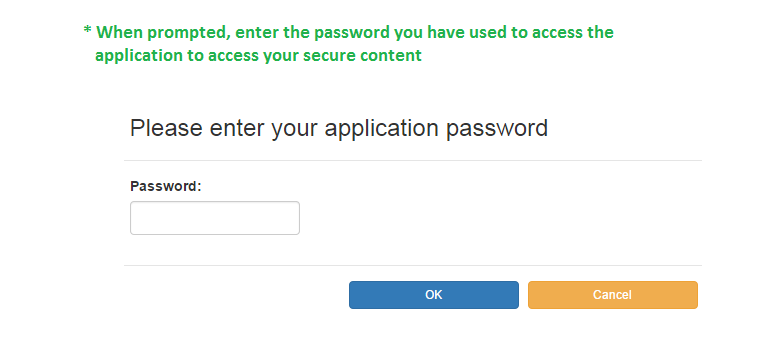 * When prompted, enter the password you have used to access the
application to access your secure content
Please enter your application password
Password:
OK Cancel